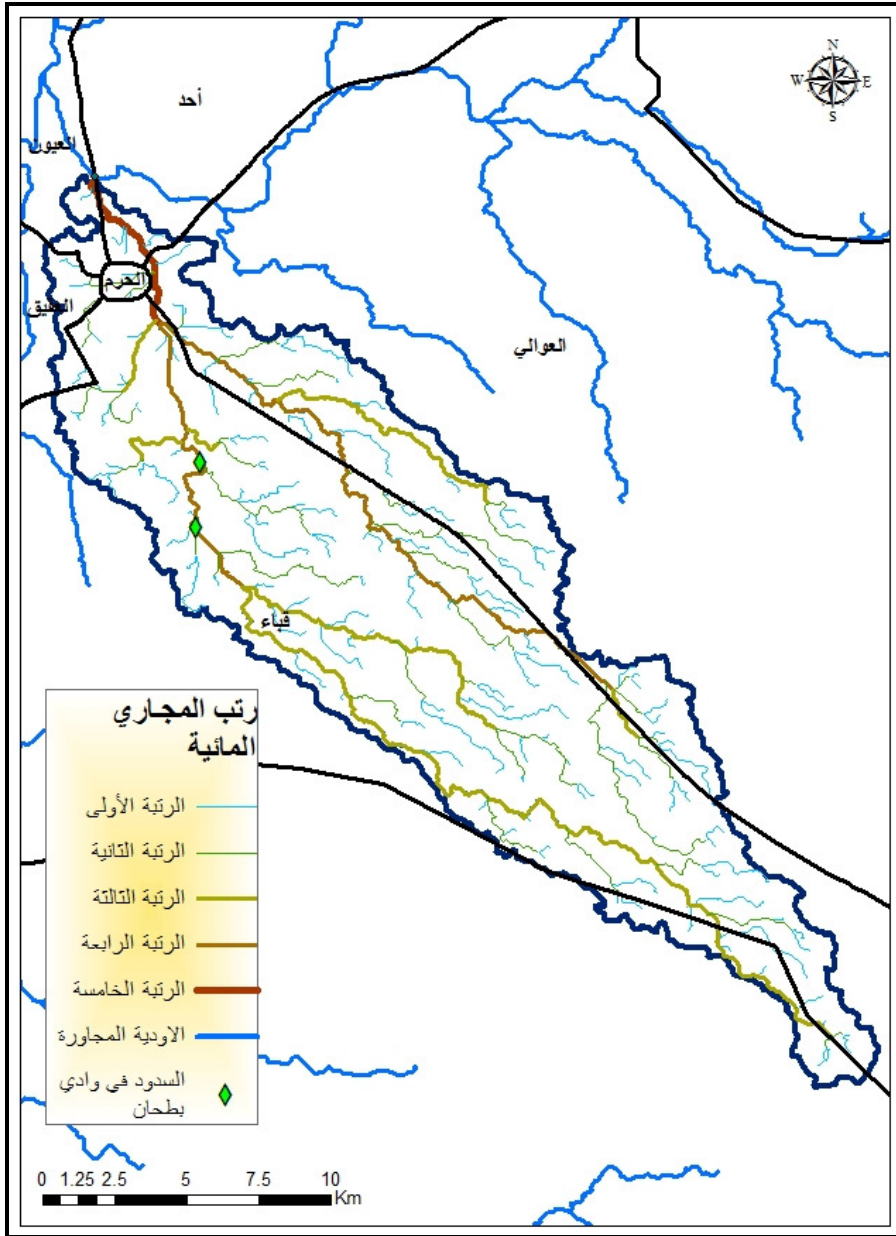 N
W E
S
أحد
العيون
الحرم
العقيق
العوالي
قباء
رتب المجاري
المائية
الرتبة الأولى
الرتبة الثانية
الرتبة الثالثة
الرتبة الرابعة
الرتبة الخامسة
الاودية المجاورة
السدود في وادي
بطحان
0 1.25 2.5 5 7.5 10
Km